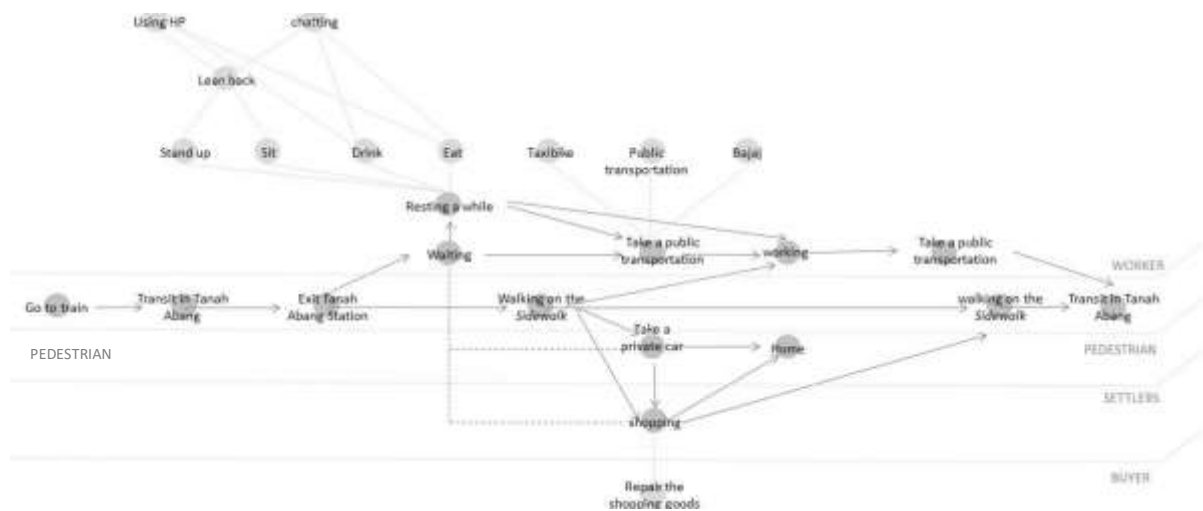 Using HP
chatting
Lean back
Stand up
Sit
Drink
Eat
Taxibike
Public
transportation
Bajaj
Resting a while
Waiting
Take a public
transportation
working
Take a public
transportation
WORKER
Go to train
Transit in Tanah
Abang
Exit Tanah
Abang Station
Walking on the
Sidewalk
walking on the
Sidewalk
Transit in Tanah
Abang
Take a
private car
Home
PEDESTRIAN
PEDESTRIAN
SETTLERS
shopping
BUYER
Repair the
shopping goods